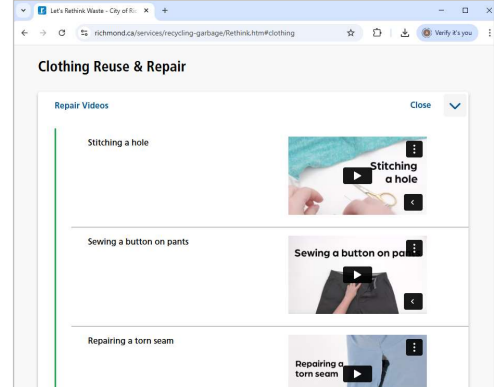 Let's Rethink Waste - City of Ri
richmond.ca/services/recycling-garbage/Rethink.htm#clothing
Verify it's you
Clothing Reuse & Repair
Repair Videos
Close
Stitching a hole
Stitching
a hole
Sewing a button on pants
Sewing a button on pants
Repairing a torn seam
Repairing a
torn seam